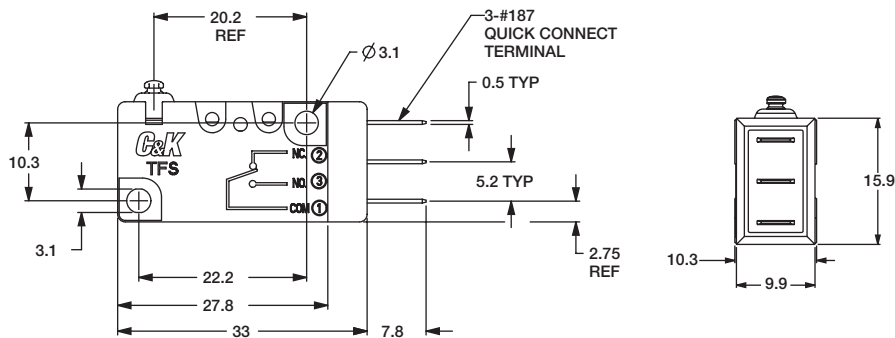 20.2
REF
3-#187
QUICK CONNECT
TERMINAL
Ø 3.1
0.5 TYP
C&K
TFS
NC. ②
NO. ③
COM ①
10.3
3.1
5.2 TYP
2.75
REF
22.2
27.8
33
7.8
15.9
10.3
9.9